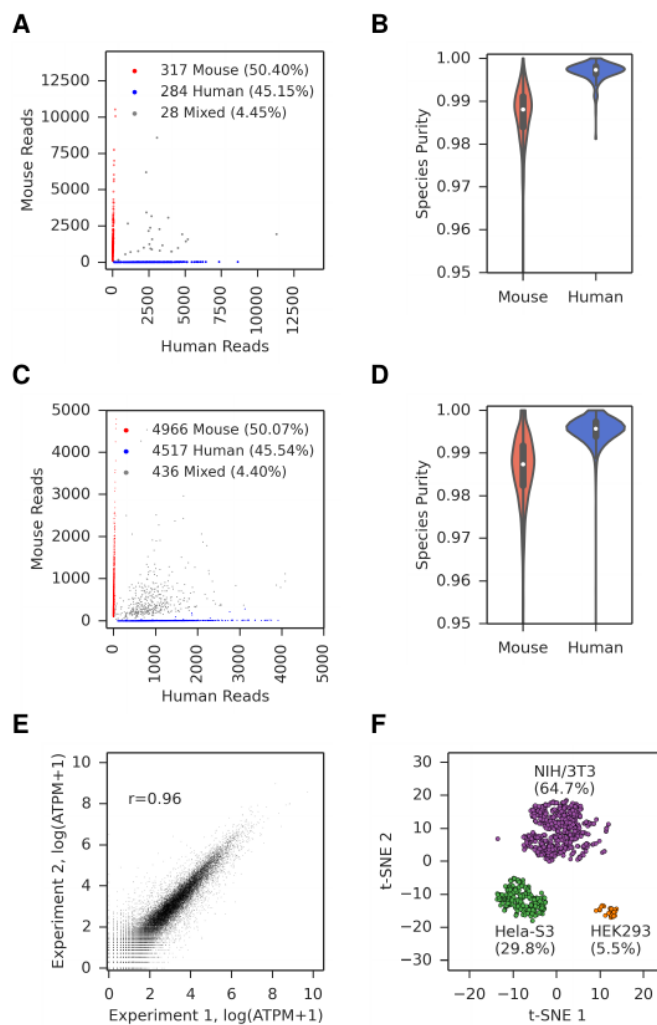 A
317 Mouse (50.40%)
284 Human (45.15%)
28 Mixed (4.45%)
Mouse Reads
12500
10000
7500
5000
2500
0
0
2500
5000
7500
10000
12500
Human Reads
B
Species Purity
1.00
0.99
0.98
0.97
0.96
0.95
Mouse
Human
C
4966 Mouse (50.07%)
4517 Human (45.54%)
436 Mixed (4.40%)
Mouse Reads
5000
4000
3000
2000
1000
0
0
1000
2000
3000
4000
5000
Human Reads
D
Species Purity
1.00
0.99
0.98
0.97
0.96
0.95
Mouse
Human
E
r=0.96
Experiment 2, log(ATPM+1)
10
8
6
4
2
0
0
2
4
6
8
10
Experiment 1, log(ATPM+1)
F
NIH/3T3
(64.7%)
Hela-S3
(29.8%)
HEK293
(5.5%)
t-SNE 2
30
20
10
0
−10
−20
−30
−20
−10
0
10
20
t-SNE 1